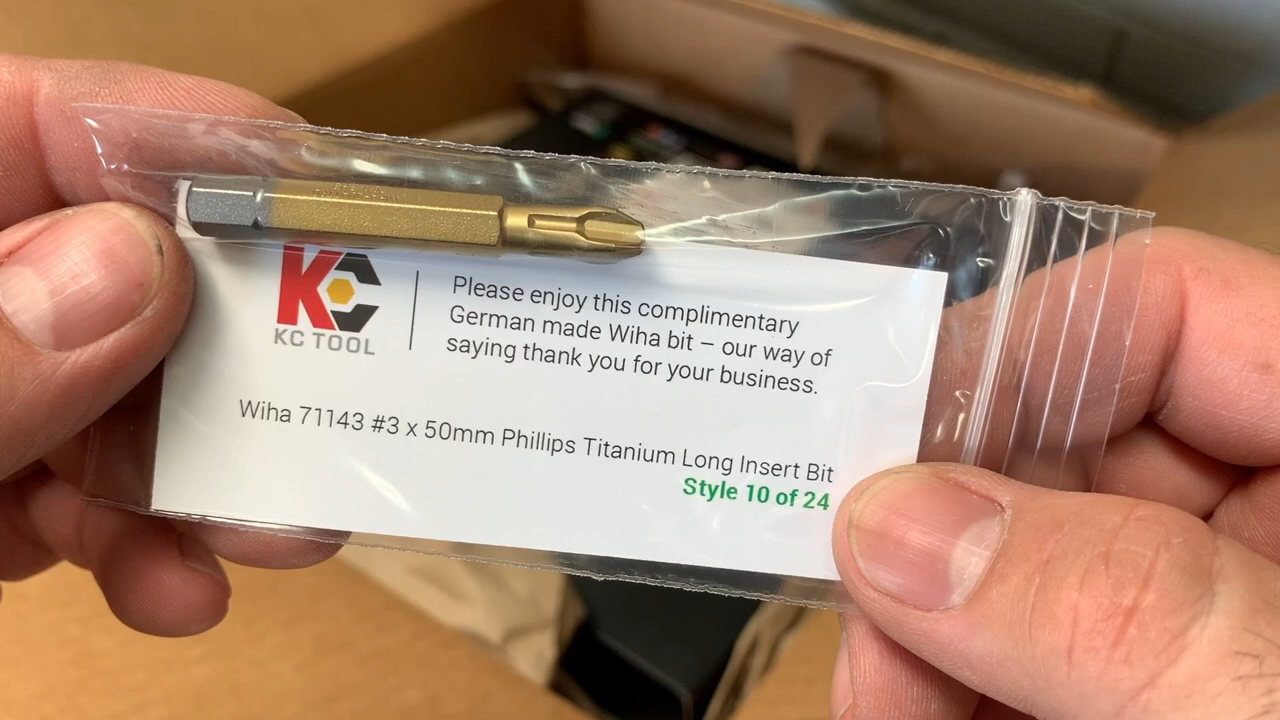 KC
KC TOOL
Please enjoy this complimentary
German made Wiha bit – our way of
saying thank you for your business.
Wiha 71143 #3 x 50mm Phillips Titanium Long Insert Bit
Style 10 of 24